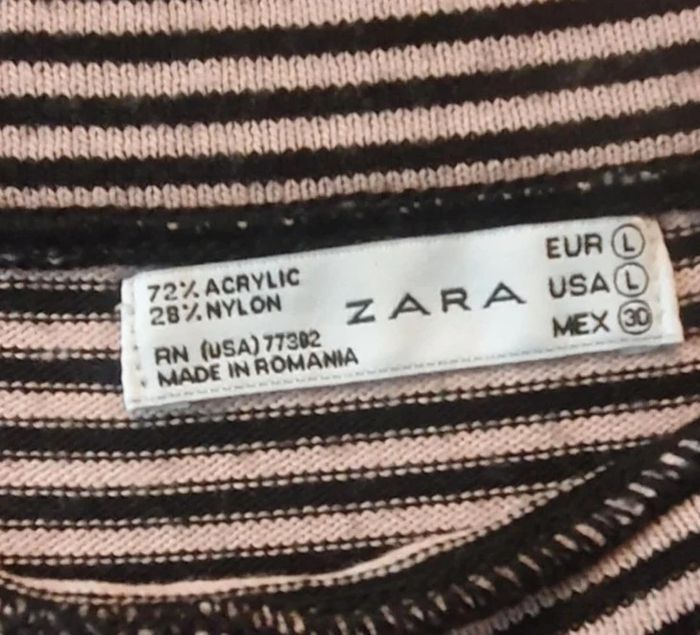 72% ACRYLIC
28% NYLON
RN (USA) 77302
MADE IN ROMANIA
ZARA
EUR L
USA L
MEX 30